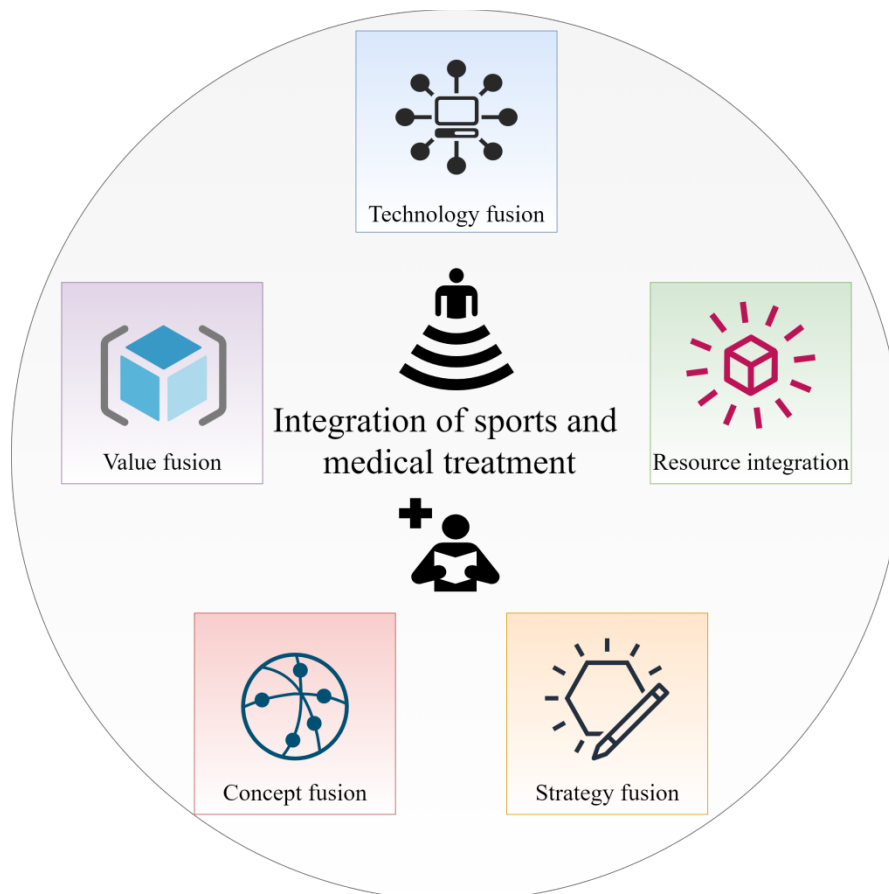 Technology fusion
Value fusion
Integration of sports and
medical treatment
Resource integration
Concept fusion
Strategy fusion